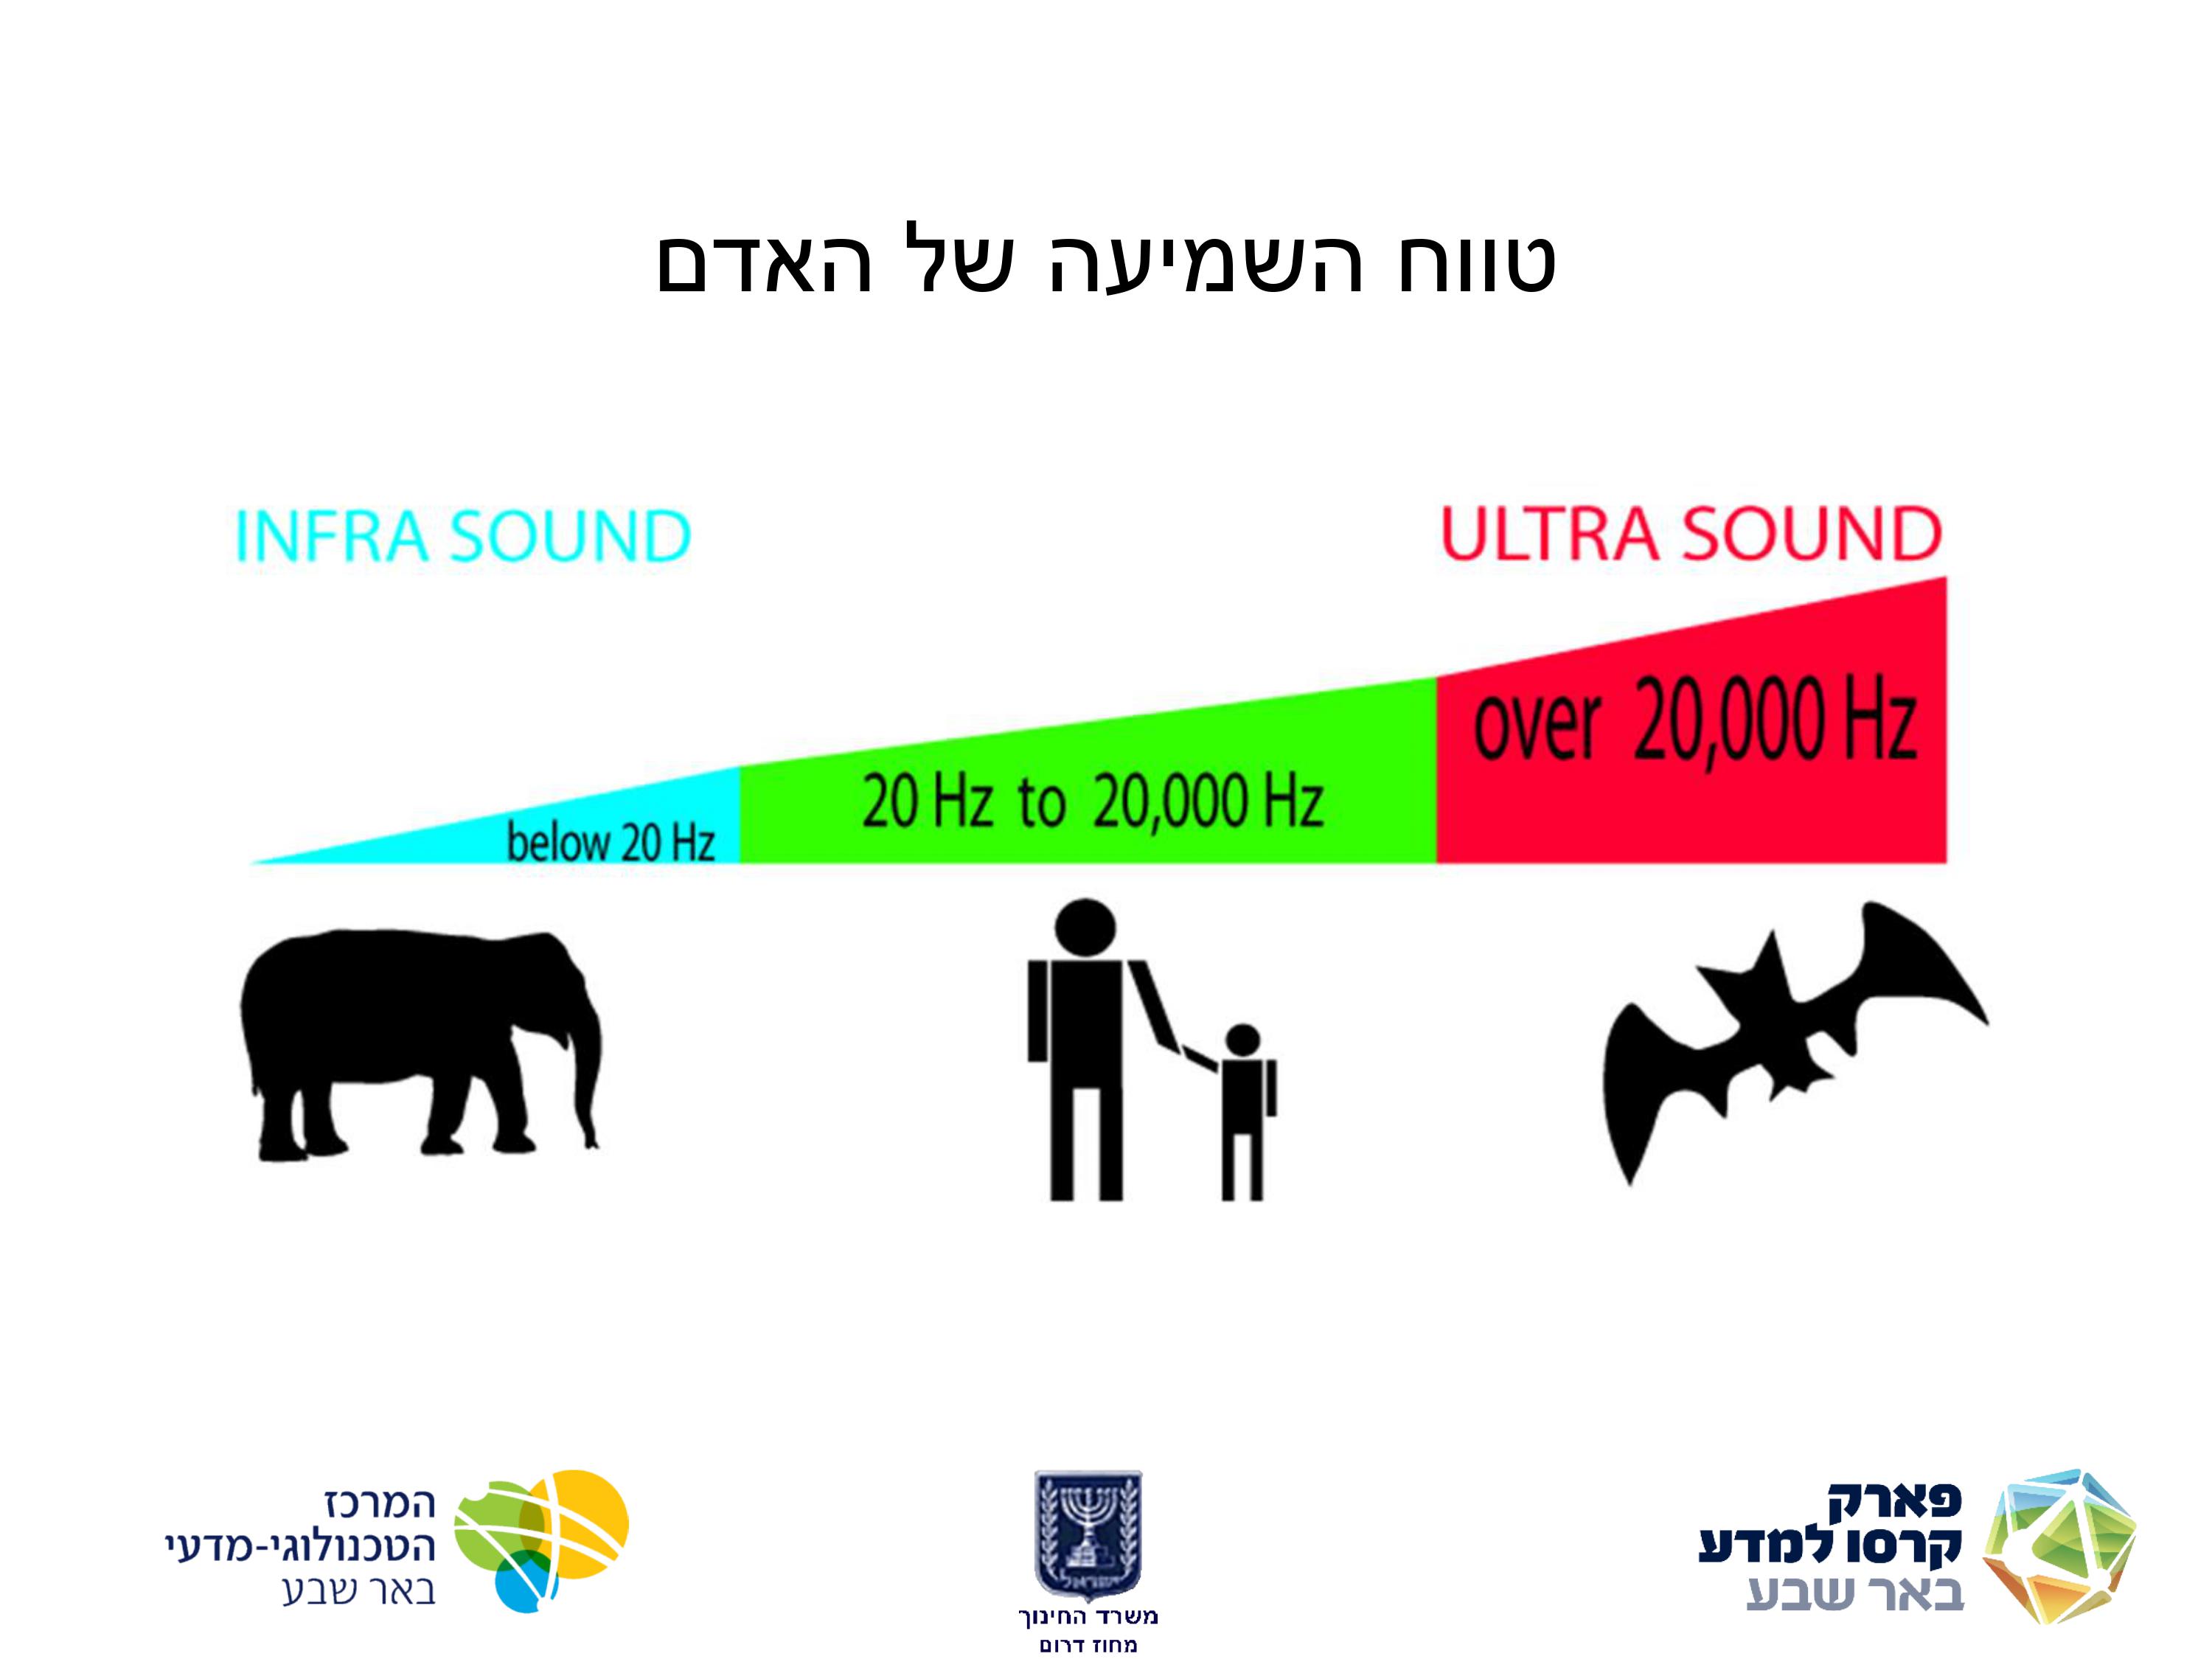 טווח השמיעה של האדם
INFRA SOUND
ULTRA SOUND
below 20 Hz
20 Hz to 20,000 Hz
over 20,000 Hz
המרכז
הטכנולוגי-מדעי
באר שבע
ישראל
משרד החינוך
מחוז דרום
פארק
קרסו למדע
באר שבע